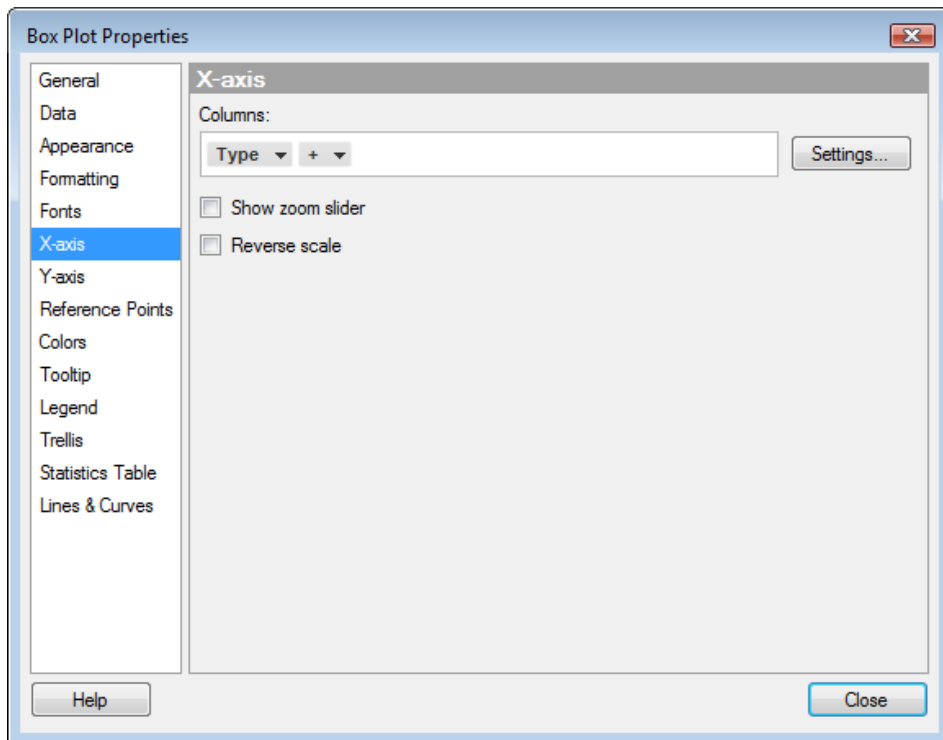 Box Plot Properties
General
Data
Appearance
Formatting
Fonts
X-axis
Y-axis
Reference Points
Colors
Tooltip
Legend
Trellis
Statistics Table
Lines & Curves
X-axis
Columns:
Type +
Settings...
Show zoom slider
Reverse scale
Help
Close